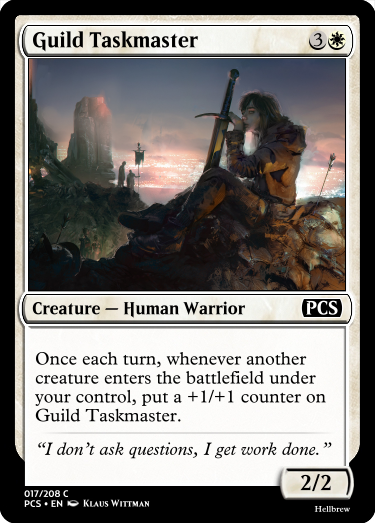 Guild Taskmaster 3
Creature — Human Warrior PCS
Once each turn, whenever another
creature enters the battlefield under
your control, put a +1/+1 counter on
Guild Taskmaster.
“I don’t ask questions, I get work done.”
2/2
017/208 C
PCS • EN Klaus Wittman
Hellbrew